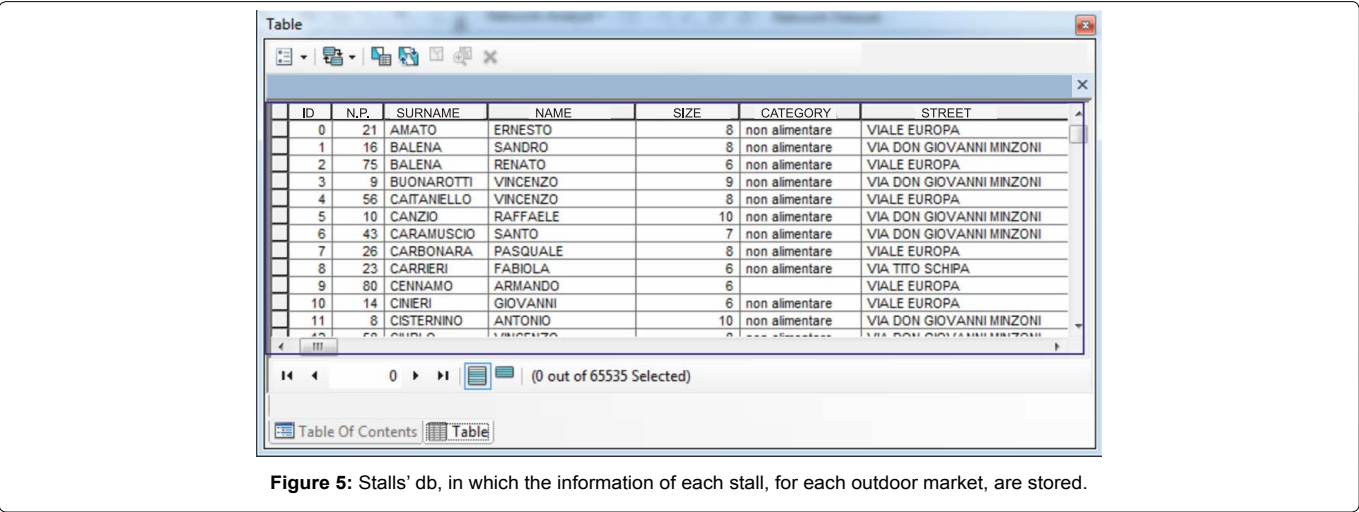 Table
ID N.P. SURNAME NAME SIZE CATEGORY STREET
0 21 AMATO ERNESTO 8 non alimentare VIALE EUROPA
1 16 BALENA SANDRO 8 non alimentare VIA DON GIOVANNI MINZONI
2 75 BALENA RENATO 6 non alimentare VIALE EUROPA
3 9 BUONAROTTI VINCENZO 9 non alimentare VIA DON GIOVANNI MINZONI
4 56 CAITANIELLO VINCENZO 8 non alimentare VIALE EUROPA
5 10 CANZIO RAFFAELE 10 non alimentare VIA DON GIOVANNI MINZONI
6 43 CARAMUSCIO SANTO 7 non alimentare VIA DON GIOVANNI MINZONI
7 26 CARBONARA PASQUALE 8 non alimentare VIALE EUROPA
8 23 CARRIERI FABIOLA 6 non alimentare VIA TITO SCHIPA
9 80 CENNAMO ARMANDO 6 VIALE EUROPA
10 14 CINIERI GIOVANNI 6 non alimentare VIALE EUROPA
11 8 CISTERNINO ANTONIO 10 non alimentare VIA DON GIOVANNI MINZONI
0 (0 out of 65535 Selected)
Table Of Contents Table
Figure 5: Stalls' db, in which the information of each stall, for each outdoor market, are stored.